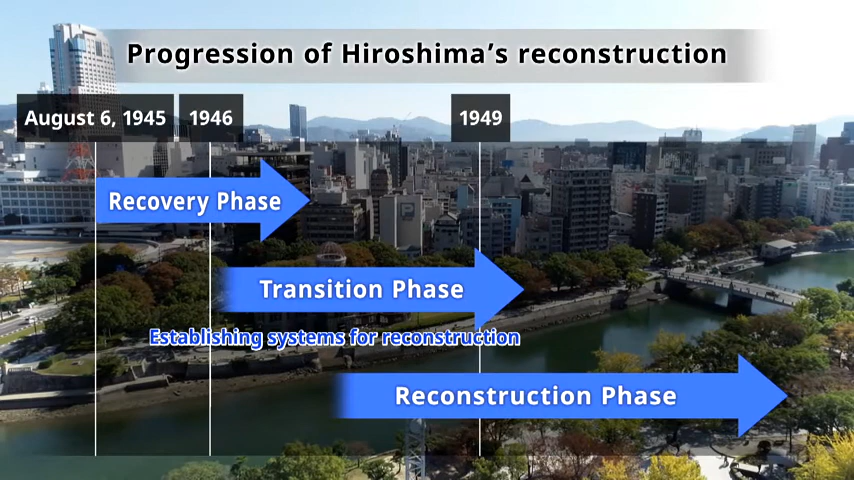 Progression of Hiroshima’s reconstruction
August 6, 1945
1946
1949
Recovery Phase
Transition Phase
Establishing systems for reconstruction
Reconstruction Phase